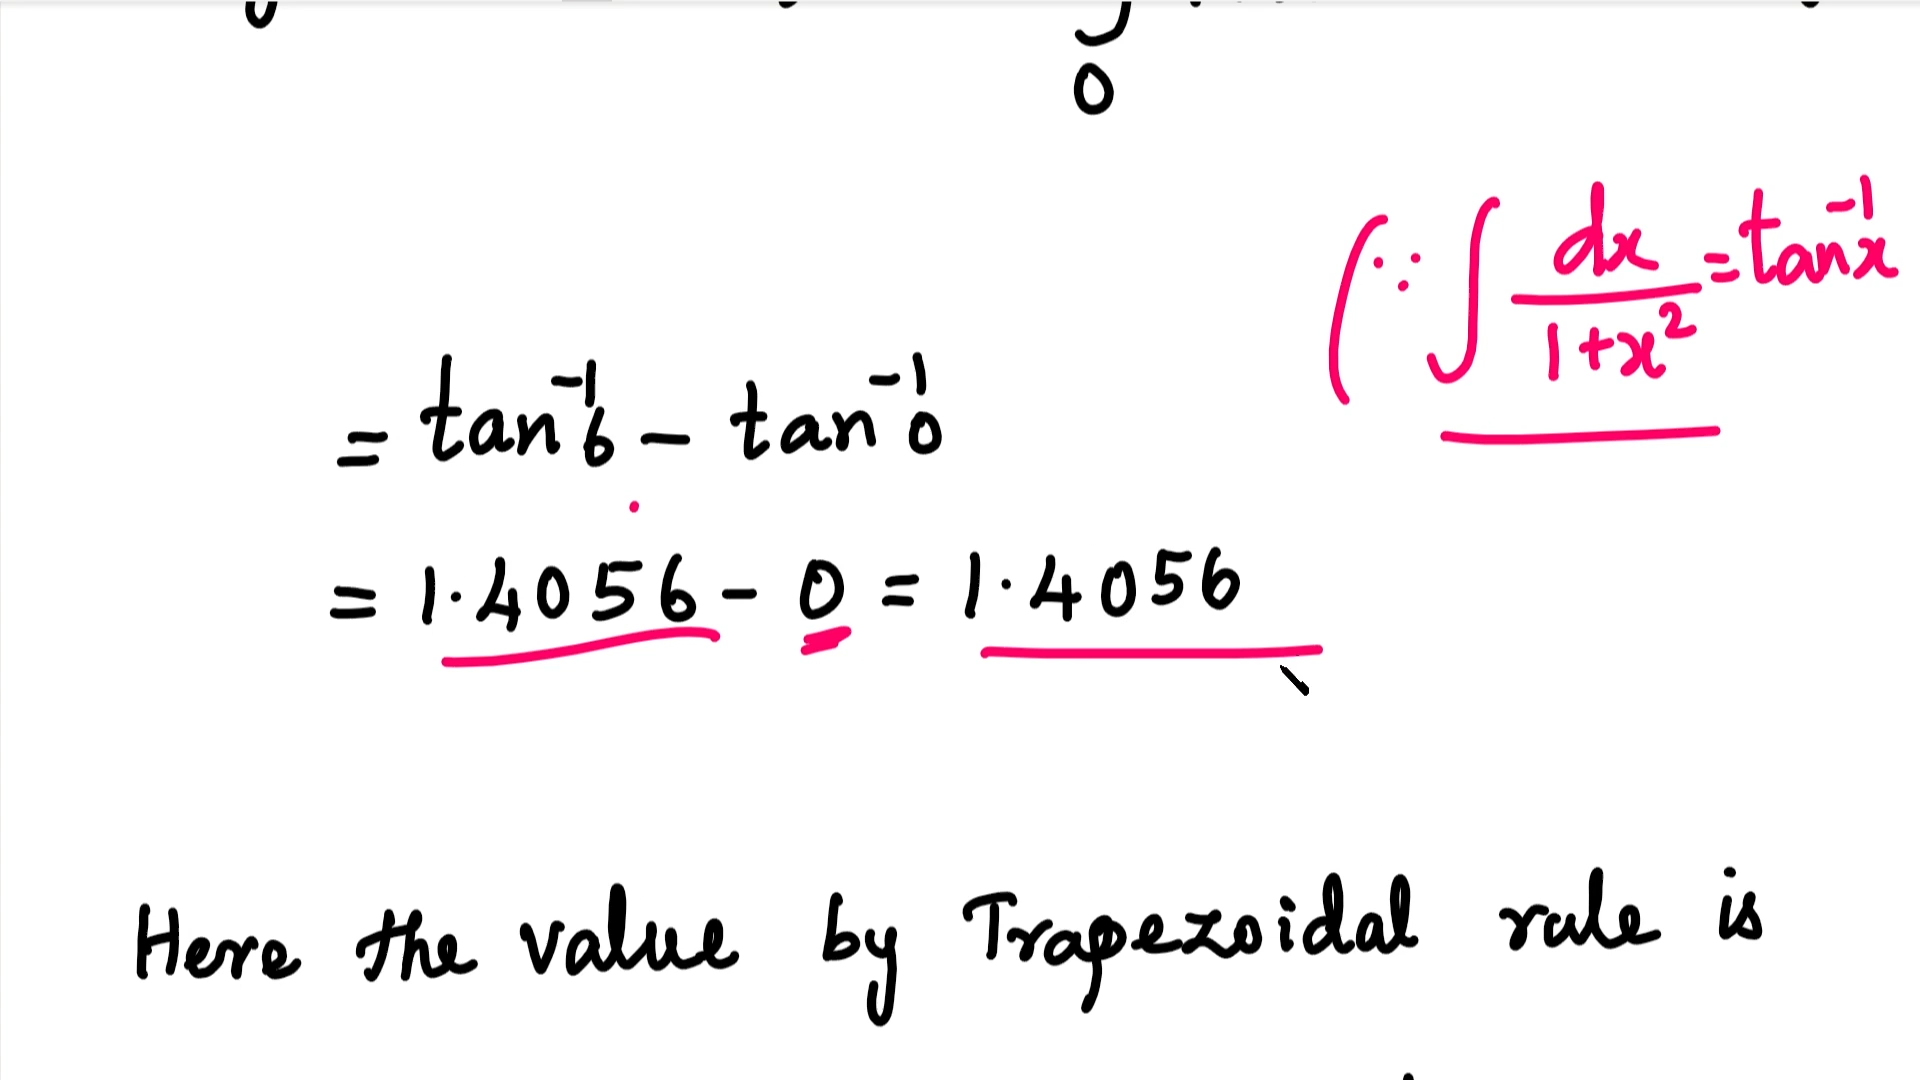 0
(∵ ∫ dx/(1+x²) = tan⁻¹x
= tan⁻¹6 – tan⁻¹0
= 1.4056 – 0 = 1.4056
Here the value by Trapezoidal rule is